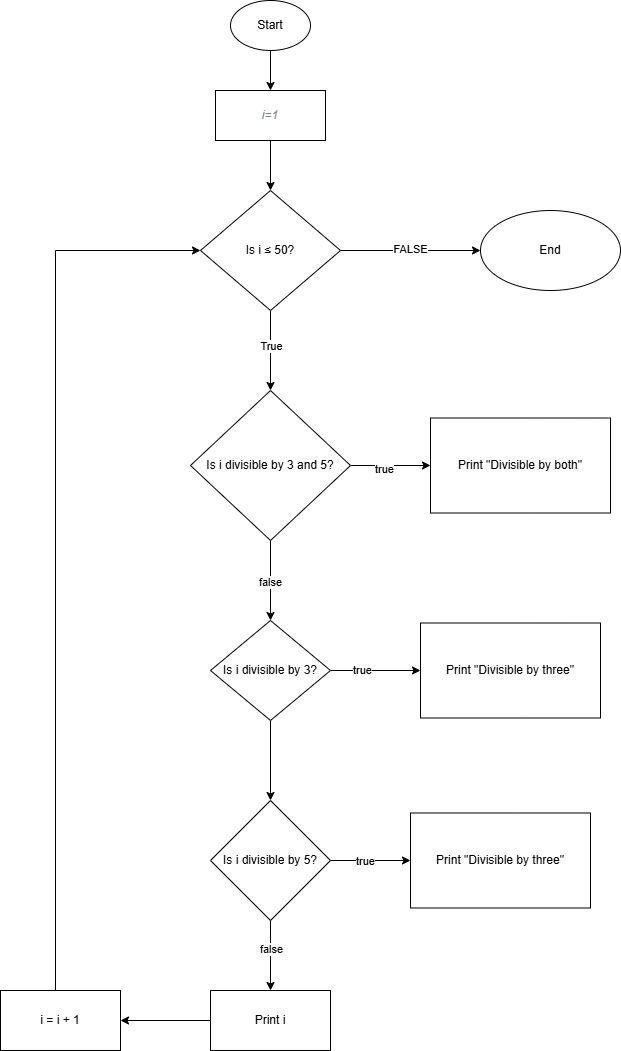 Start
i=1
Is i ≤ 50?
FALSE
End
True
Is i divisible by 3 and 5?
true
Print "Divisible by both"
false
Is i divisible by 3?
true
Print "Divisible by three"
Is i divisible by 5?
true
Print "Divisible by three"
false
i = i + 1
Print i